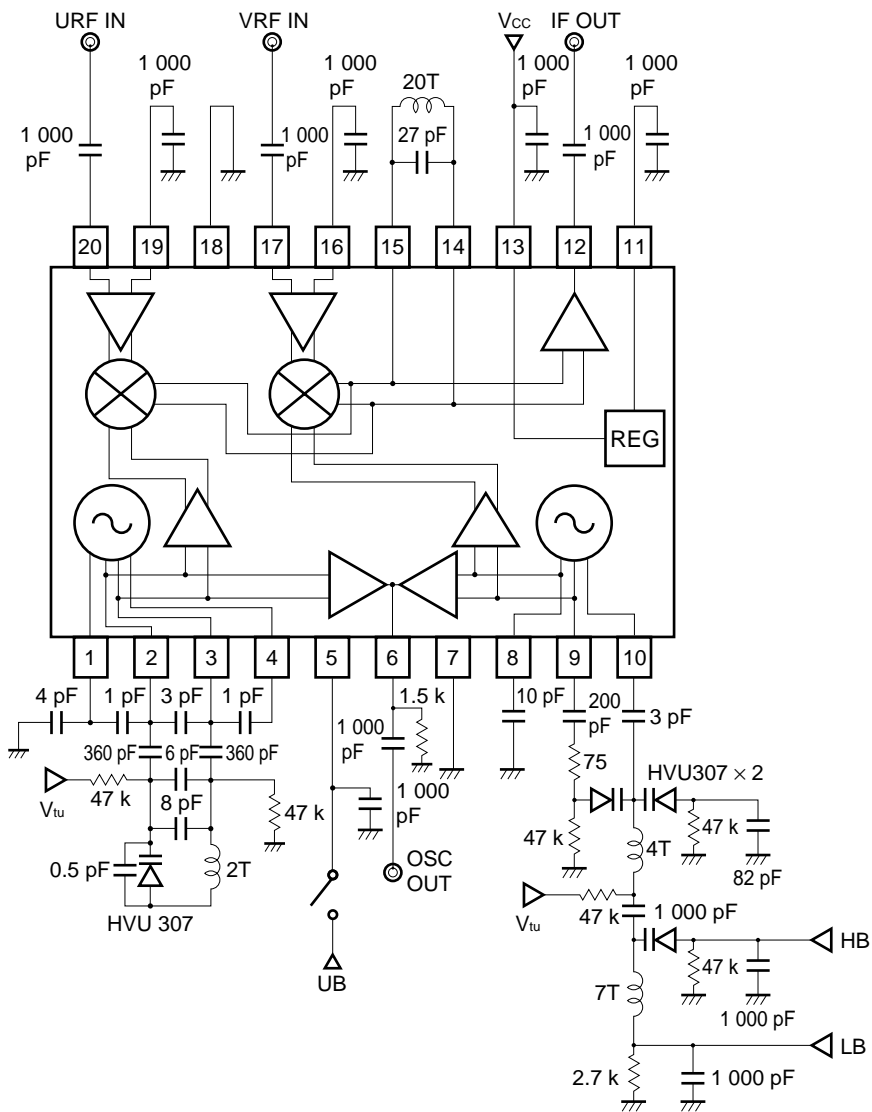 URF IN
VRF IN
VCC
IF OUT
1 000
pF
1 000
pF
20T
1 000
pF
1 000
pF
1 000
pF
1 000
pF
27 pF
1 000
pF
20
19
18
17
16
15
14
13
12
11
REG
1
2
3
4
5
6
7
8
9
10
4 pF
1 pF
3 pF
1 pF
1.5 k
10 pF
200
pF
3 pF
360 pF
6 pF
360 pF
1 000
pF
75
HVU307 × 2
Vtu
47 k
8 pF
47 k
1 000
pF
47 k
47 k
82 pF
4T
0.5 pF
2T
HVU 307
OSC
OUT
Vtu
47 k
1 000 pF
UB
47 k
1 000 pF
HB
7T
LB
2.7 k
1 000 pF